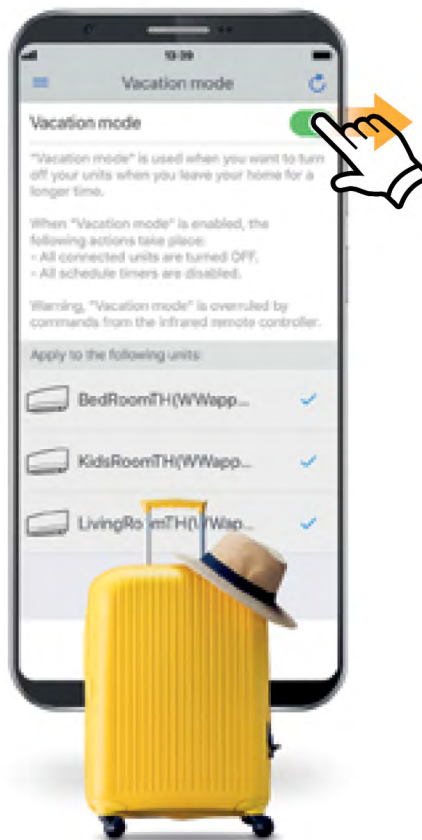 13:39
Vacation mode
Vacation mode
"Vacation mode" is used when you want to turn
off your units when you leave your home for a
longer time.
When "Vacation mode" is enabled, the
following actions take place:
- All connected units are turned OFF.
- All schedule timers are disabled.
Warning, "Vacation mode" is overruled by
commands from the infrared remote controller.
Apply to the following units:
BedRoomTH(WWapp...
KidsRoomTH(WWapp...
LivingRoomTH(WWap...